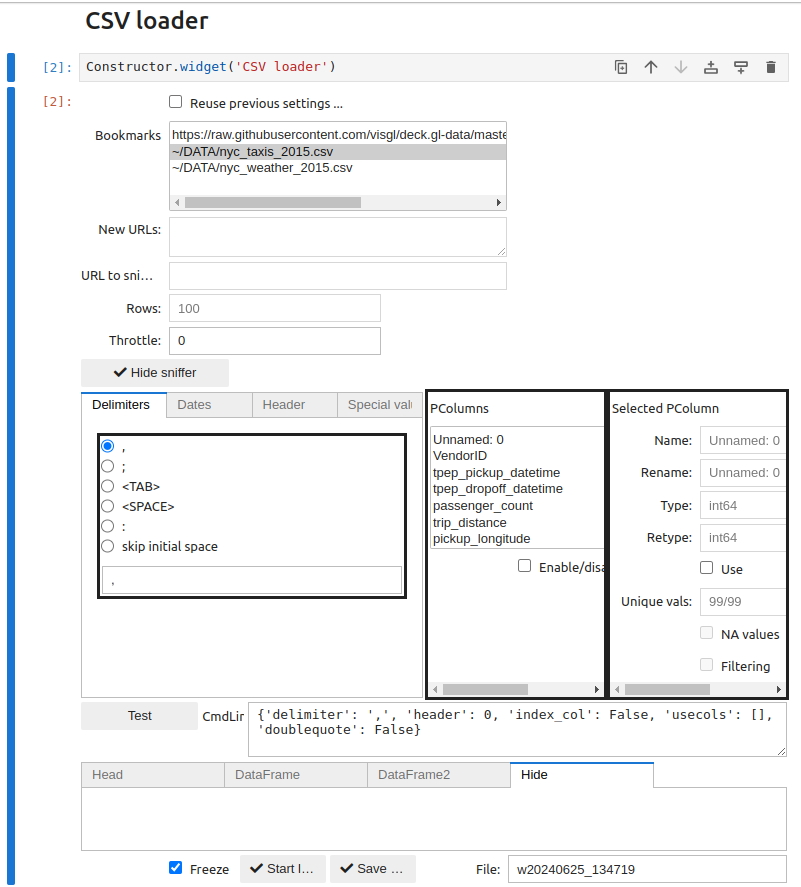 CSV loader
[2]: Constructor.widget('CSV loader')
[2]:
Reuse previous settings ...
Bookmarks
https://raw.githubusercontent.com/visgl/deck.gl-data/maste
~/DATA/nyc_taxis_2015.csv
~/DATA/nyc_weather_2015.csv
New URLs:
URL to sni…
Rows: 100
Throttle: 0
Hide sniffer
Delimiters Dates Header Special valu
,
;
<TAB>
<SPACE>
:
skip initial space
,
PColumns
Unnamed: 0
VendorID
tpep_pickup_datetime
tpep_dropoff_datetime
passenger_count
trip_distance
pickup_longitude
Enable/disa
Selected PColumn
Name: Unnamed: 0
Rename: Unnamed: 0
Type: int64
Retype: int64
Use
Unique vals: 99/99
NA values
Filtering
Test CmdLin {'delimiter': ',', 'header': 0, 'index_col': False, 'usecols': [],
'doublequote': False}
Head DataFrame DataFrame2 Hide
Freeze Start l… Save … File: w20240625_134719